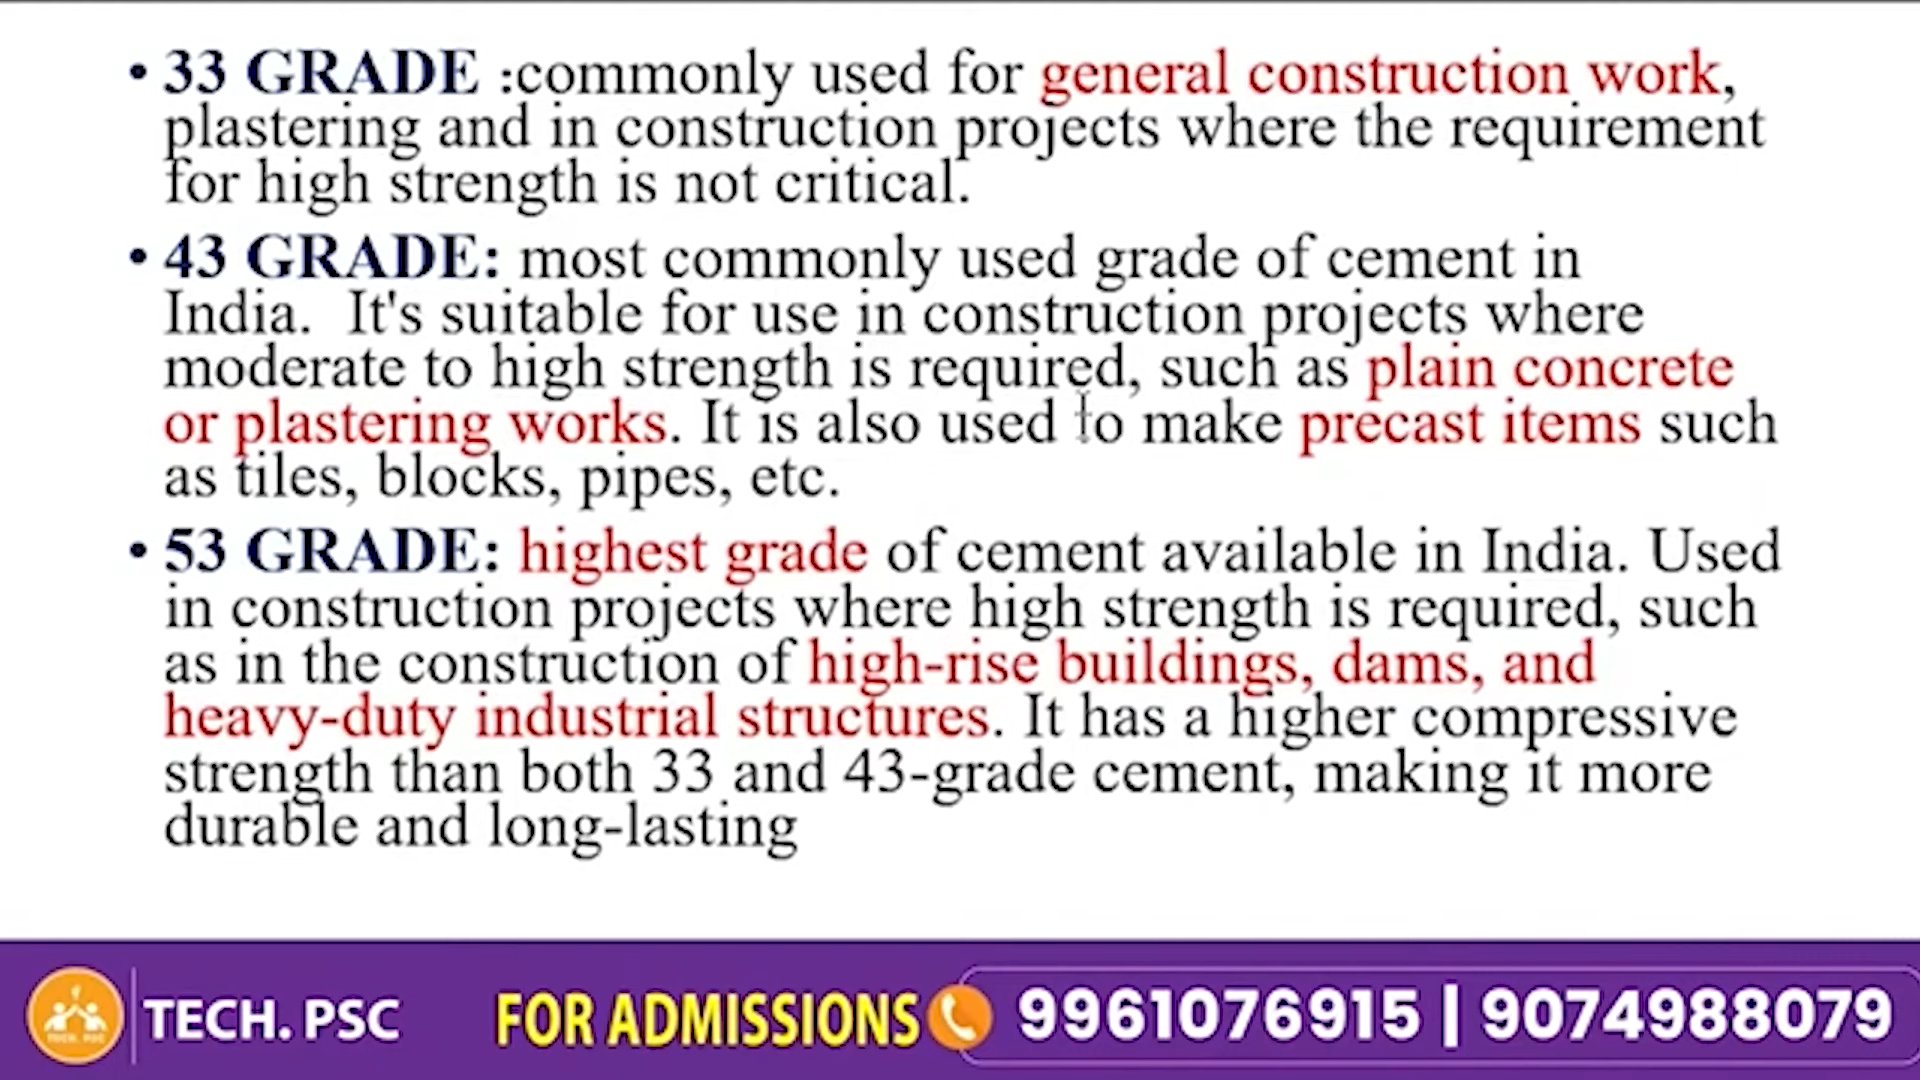 • 33 GRADE :commonly used for general construction work,
plastering and in construction projects where the requirement
for high strength is not critical.
• 43 GRADE: most commonly used grade of cement in
India. It's suitable for use in construction projects where
moderate to high strength is required, such as plain concrete
or plastering works. It is also used to make precast items such
as tiles, blocks, pipes, etc.
• 53 GRADE: highest grade of cement available in India. Used
in construction projects where high strength is required, such
as in the construction of high-rise buildings, dams, and
heavy-duty industrial structures. It has a higher compressive
strength than both 33 and 43-grade cement, making it more
durable and long-lasting
TECH. PSC
TECH. PSC FOR ADMISSIONS 9961076915 | 9074988079